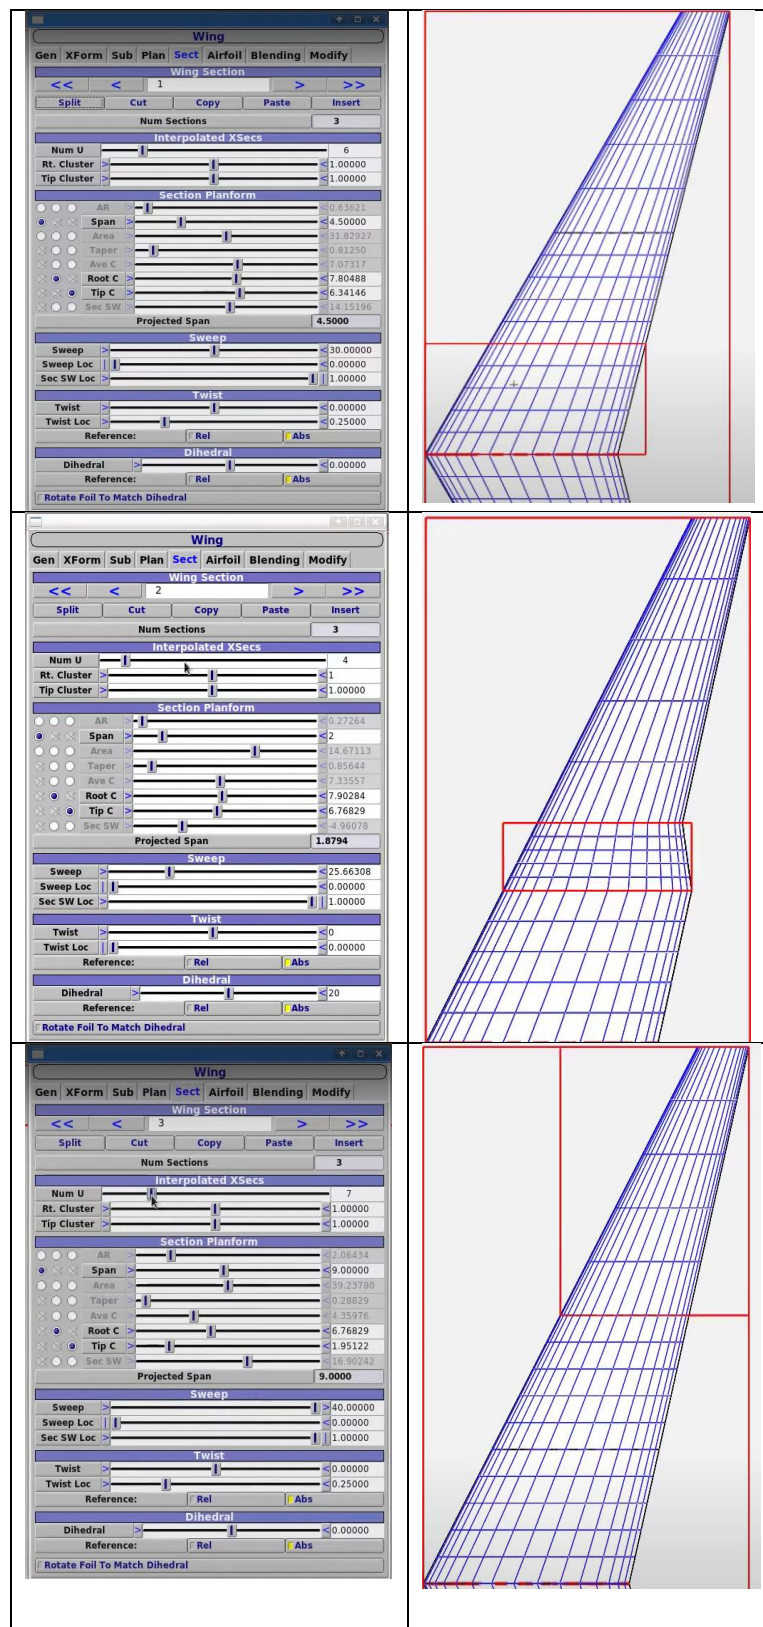 Wing
Gen XForm Sub Plan Sect Airfoil Blending Modify
Wing Section
<< < 1 > >>
Split Cut Copy Paste Insert
Num Sections 3
Interpolated XSecs
Num U 6
Rt. Cluster > < 1.00000
Tip Cluster > < 1.00000
Section Planform
AR > < 0.63621
Span > < 4.50000
Area > < 31.82927
Taper > < 0.81250
Ave C > < 7.07317
Root C > < 7.80488
Tip C > < 6.34146
Sec SW > < 14.15196
Projected Span 4.5000
Sweep
Sweep > < 30.00000
Sweep Loc | < 0.00000
Sec SW Loc > | 1.00000
Twist
Twist > < 0.00000
Twist Loc > < 0.25000
Reference: Rel Abs
Dihedral
Dihedral > < 0.00000
Reference: Rel Abs
Rotate Foil To Match Dihedral
Wing
Gen XForm Sub Plan Sect Airfoil Blending Modify
Wing Section
<< < 2 > >>
Split Cut Copy Paste Insert
Num Sections 3
Interpolated XSecs
Num U 4
Rt. Cluster > < 1
Tip Cluster > < 1.00000
Section Planform
AR > < 0.27264
Span > < 2
Area > < 14.67113
Taper > < 0.85644
Ave C > < 7.33557
Root C > < 7.90284
Tip C > < 6.76829
Sec SW > < -4.96078
Projected Span 1.8794
Sweep
Sweep > < 25.66308
Sweep Loc | < 0.00000
Sec SW Loc > | 1.00000
Twist
Twist > < 0
Twist Loc | < 0.00000
Reference: Rel Abs
Dihedral
Dihedral > < 20
Reference: Rel Abs
Rotate Foil To Match Dihedral
Wing
Gen XForm Sub Plan Sect Airfoil Blending Modify
Wing Section
<< < 3 > >>
Split Cut Copy Paste Insert
Num Sections 3
Interpolated XSecs
Num U 7
Rt. Cluster > < 1.00000
Tip Cluster > < 1.00000
Section Planform
AR > < 2.06434
Span > < 9.00000
Area > < 39.23780
Taper > < 0.28829
Ave C > < 4.35976
Root C > < 6.76829
Tip C > < 1.95122
Sec SW > < 16.90242
Projected Span 9.0000
Sweep
Sweep > > 40.00000
Sweep Loc | < 0.00000
Sec SW Loc > | 1.00000
Twist
Twist > < 0.00000
Twist Loc > < 0.25000
Reference: Rel Abs
Dihedral
Dihedral > < 0.00000
Reference: Rel Abs
Rotate Foil To Match Dihedral